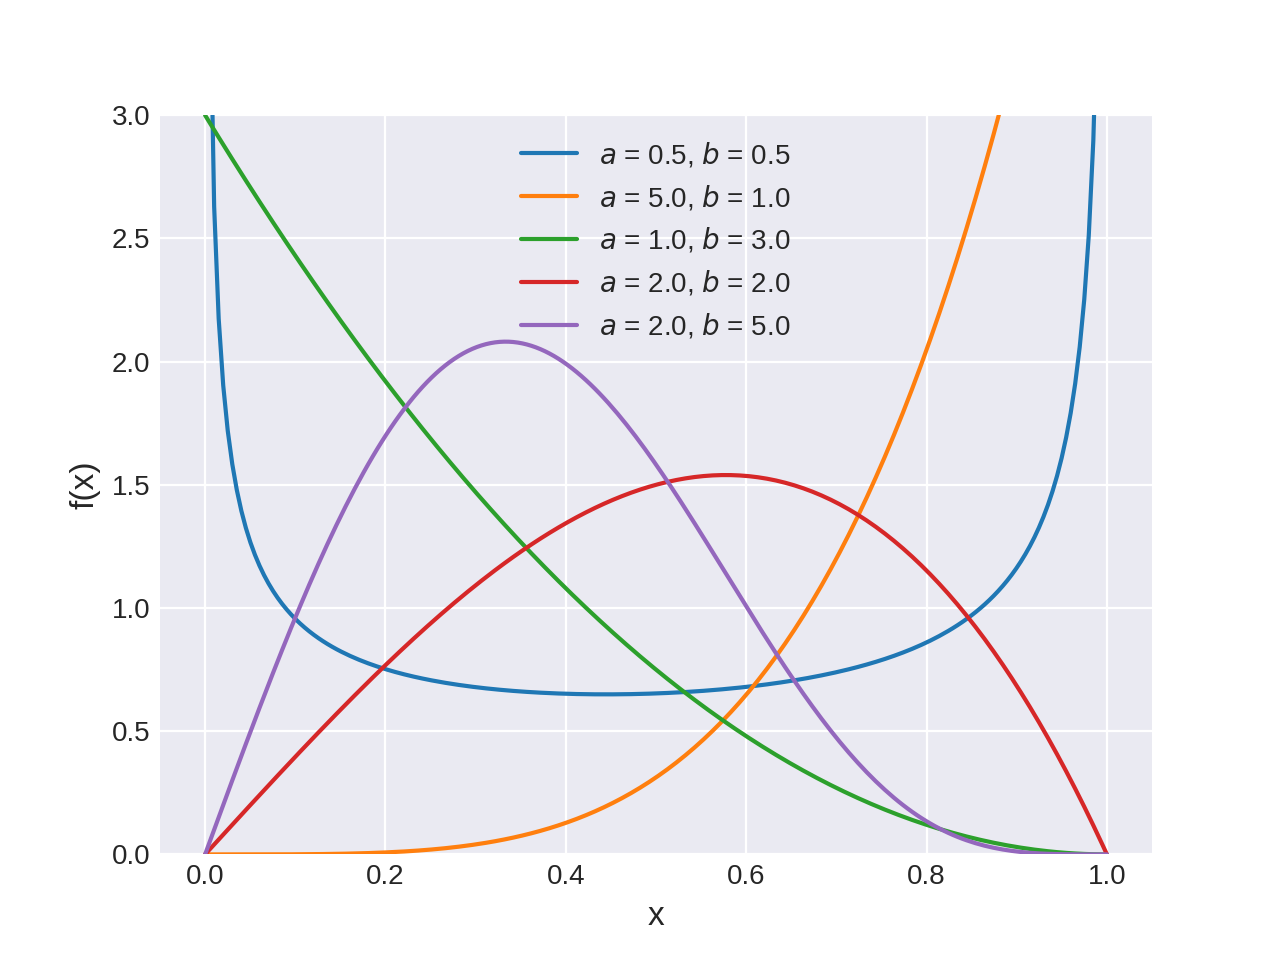 3.0
2.5
2.0
1.5
1.0
0.5
0.0
f(x)
a = 0.5, b = 0.5
a = 5.0, b = 1.0
a = 1.0, b = 3.0
a = 2.0, b = 2.0
a = 2.0, b = 5.0
0.0 0.2 0.4 0.6 0.8 1.0
x